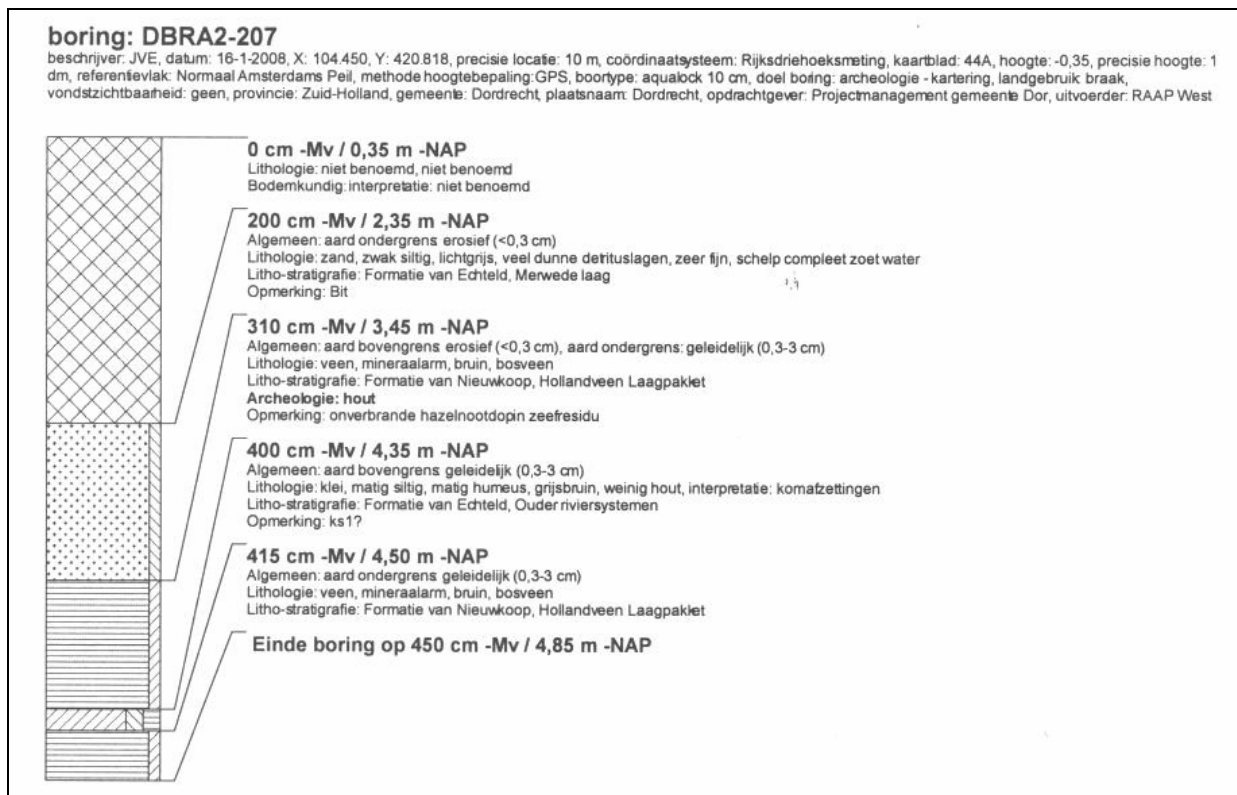 boring: DBRA2-207
beschrijver: JVE, datum: 16-1-2008, X: 104.450, Y: 420.818, precisie locatie: 10 m, coördinaatsysteem: Rijksdriehoeksmeting, kaartblad: 44A, hoogte: -0,35, precisie hoogte: 1
dm, referentievlak: Normaal Amsterdams Peil, methode hoogtebepaling: GPS, boortype: aqualock 10 cm, doel boring: archeologie - kartering, landgebruik: braak,
vondstzichtbaarheid: geen, provincie: Zuid-Holland, gemeente: Dordrecht, plaatsnaam: Dordrecht, opdrachtgever: Projectmanagement gemeente Dor, uitvoerder: RAAP West
0 cm -Mv / 0,35 m -NAP
Lithologie: niet benoemd, niet benoemd
Bodemkundig: interpretatie: niet benoemd
200 cm -Mv / 2,35 m -NAP
Algemeen: aard ondergrens: erosief (<0,3 cm)
Lithologie: zand, zwak siltig, lichtgrijs, veel dunne detrituslagen, zeer fijn, schelp compleet zoet water
Litho-stratigrafie: Formatie van Echteld, Merwede laag
Opmerking: Bit
310 cm -Mv / 3,45 m -NAP
Algemeen: aard bovengrens: erosief (<0,3 cm), aard ondergrens: geleidelijk (0,3-3 cm)
Lithologie: veen, mineraalarm, bruin, bosveen
Litho-stratigrafie: Formatie van Nieuwkoop, Hollandveen Laagpakket
Archeologie: hout
Opmerking: onverbrande hazelnootdopin zeefresidu
400 cm -Mv / 4,35 m -NAP
Algemeen: aard bovengrens: geleidelijk (0,3-3 cm)
Lithologie: klei, matig siltig, matig humeus, grijsbruin, weinig hout, interpretatie: komafzettingen
Litho-stratigrafie: Formatie van Echteld, Ouder riviersystemen
Opmerking: ks1?
415 cm -Mv / 4,50 m -NAP
Algemeen: aard ondergrens: geleidelijk (0,3-3 cm)
Lithologie: veen, mineraalarm, bruin, bosveen
Litho-stratigrafie: Formatie van Nieuwkoop, Hollandveen Laagpakket
Einde boring op 450 cm -Mv / 4,85 m -NAP